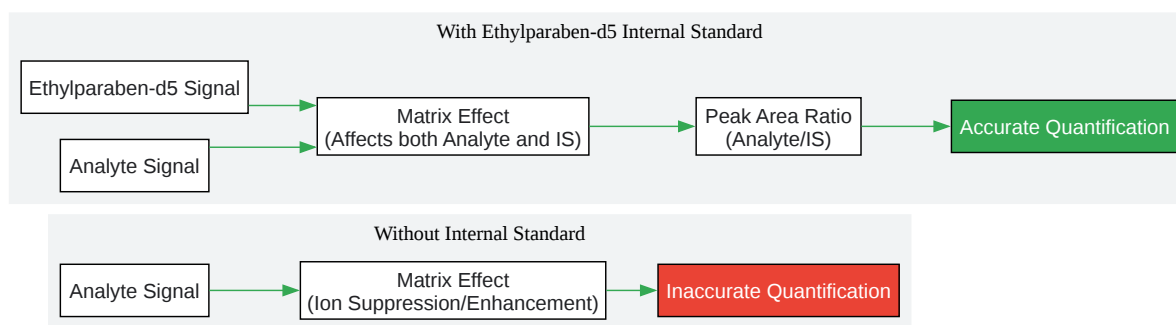 With Ethylparaben-d5 Internal Standard
Ethylparaben-d5 Signal
Analyte Signal
Matrix Effect
(Affects both Analyte and IS)
Peak Area Ratio
(Analyte/IS)
Accurate Quantification
Without Internal Standard
Analyte Signal
Matrix Effect
(Ion Suppression/Enhancement)
Inaccurate Quantification